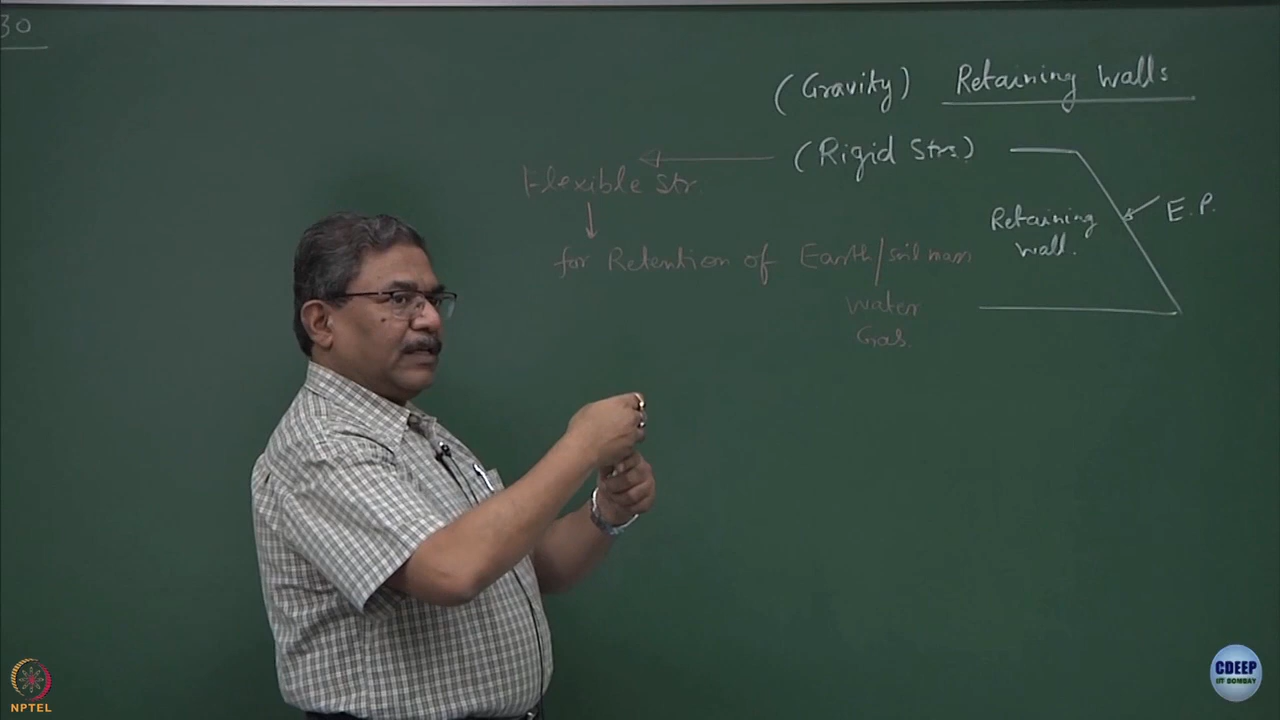 30
(Gravity) Retaining Walls
(Rigid Strs)
Flexible Str.
Retaining
wall.
E.P.
for Retention of Earth/soil mass
water
Gas.
NPTEL
CDEEP
IIT BOMBAY